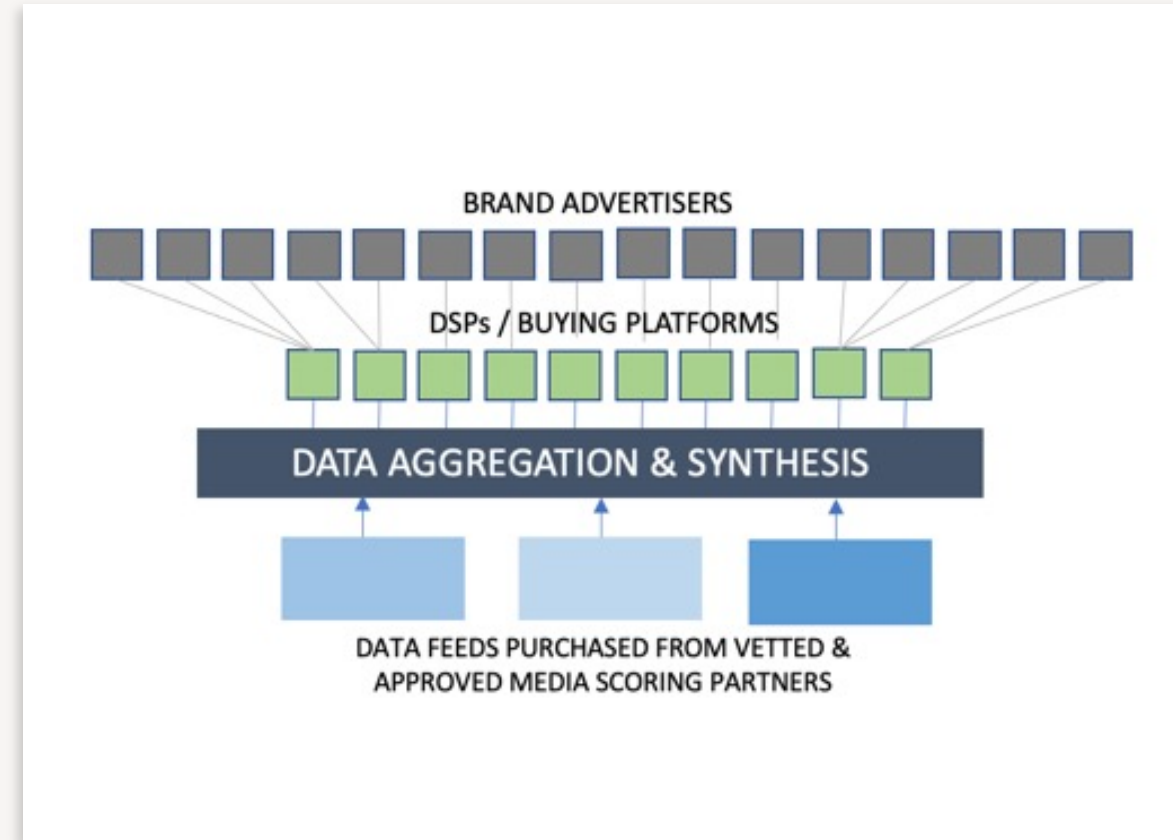 BRAND ADVERTISERS
DSPs / BUYING PLATFORMS
DATA AGGREGATION & SYNTHESIS
DATA FEEDS PURCHASED FROM VETTED &
APPROVED MEDIA SCORING PARTNERS